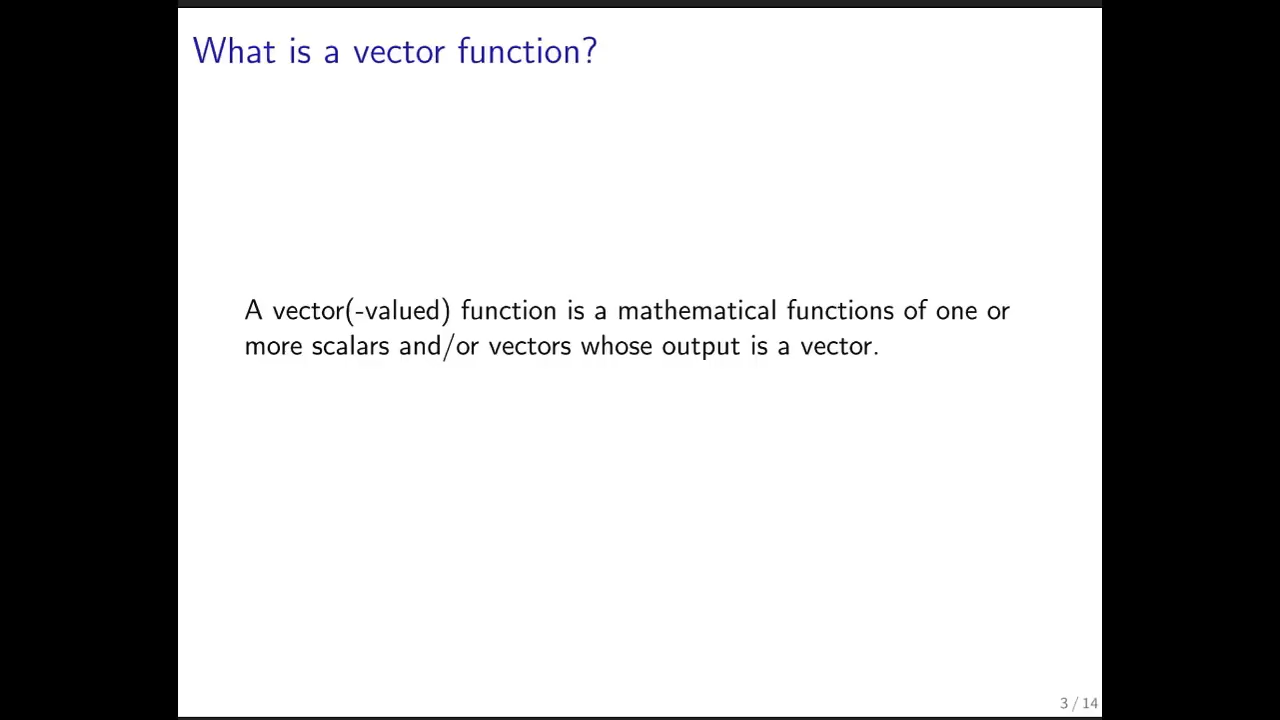 What is a vector function?
A vector(-valued) function is a mathematical functions of one or
more scalars and/or vectors whose output is a vector.
3 / 14